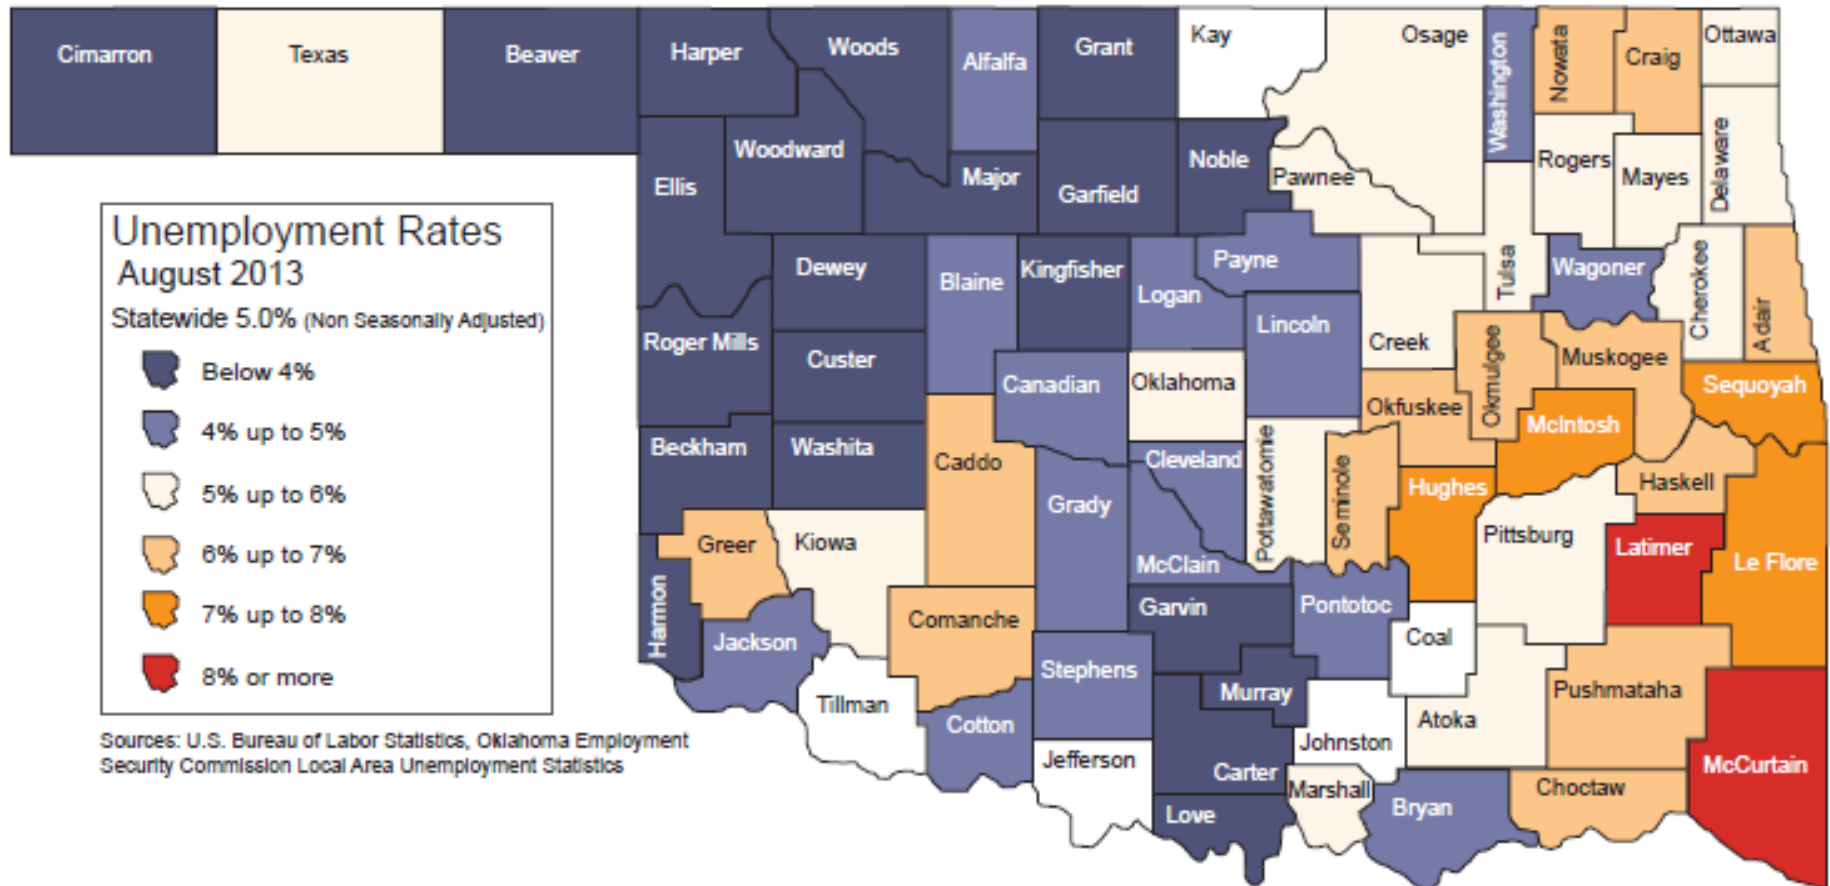 Cimarron
Texas
Beaver
Harper
Woods
Alfalfa
Grant
Kay
Osage
Washington
Nowata
Craig
Ottawa
Ellis
Woodward
Major
Garfield
Noble
Pawnee
Rogers
Mayes
Delaware
Unemployment Rates
August 2013
Statewide 5.0% (Non Seasonally Adjusted)
Below 4%
4% up to 5%
5% up to 6%
6% up to 7%
7% up to 8%
8% or more
Sources: U.S. Bureau of Labor Statistics, Oklahoma Employment
Security Commission Local Area Unemployment Statistics
Dewey
Blaine
Kingfisher
Logan
Payne
Tulsa
Wagoner
Cherokee
Adair
Roger Mills
Custer
Canadian
Oklahoma
Lincoln
Creek
Okmulgee
Muskogee
Sequoyah
Beckham
Washita
Caddo
Grady
Cleveland
Pottawatomie
Seminole
Okfuskee
Hughes
McIntosh
Haskell
Pittsburg
Latimer
Le Flore
Harmon
Greer
Kiowa
McClain
Garvin
Pontotoc
Coal
Jackson
Comanche
Stephens
Murray
Tillman
Cotton
Jefferson
Carter
Johnston
Atoka
Pushmataha
McCurtain
Love
Marshall
Bryan
Choctaw